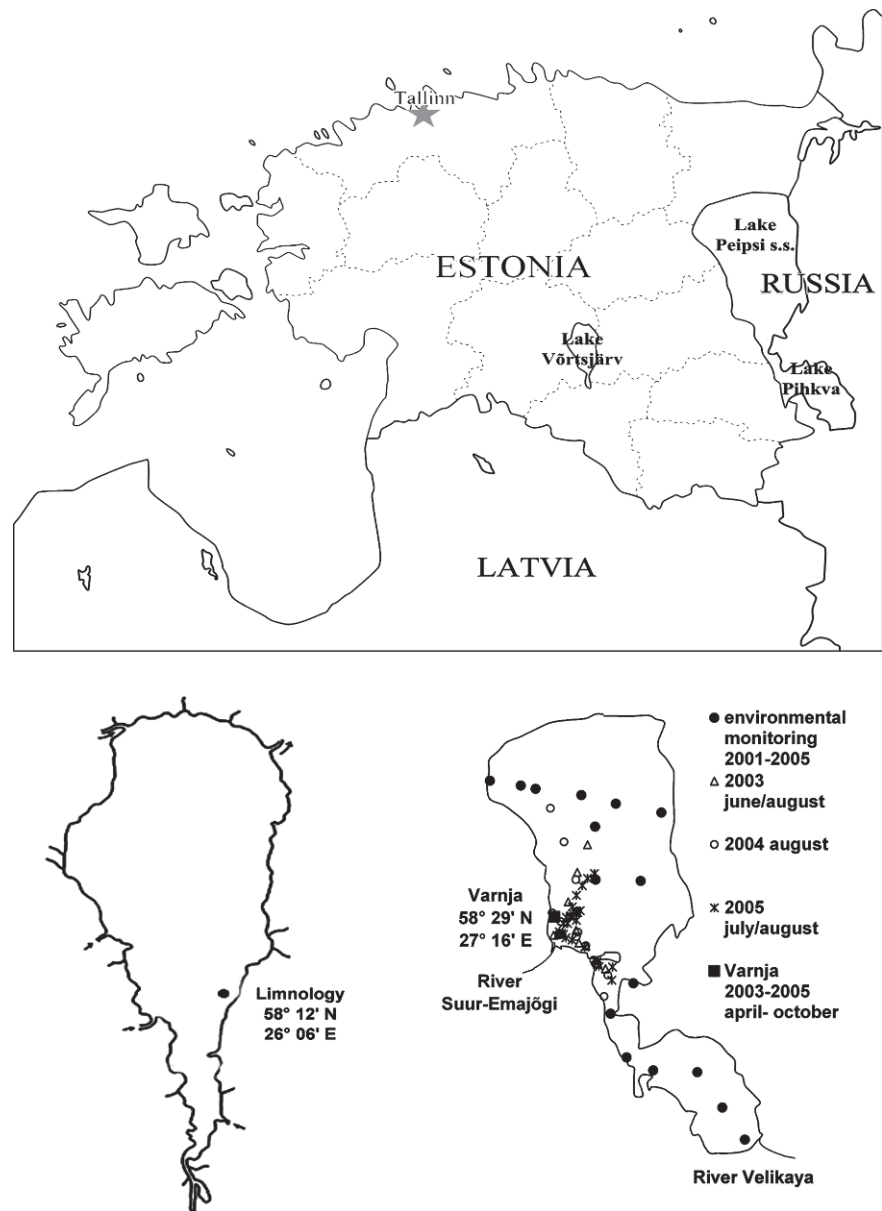 Tallinn
Lake
Peipsi s.s.
ESTONIA
RUSSIA
Lake
Võrtsjärv
Lake
Pihkva
LATVIA
Limnology
58° 12' N
26° 06' E
Varnja
58° 29' N
27° 16' E
River
Suur-Emajõgi
River Velikaya
environmental
monitoring
2001-2005
2003
june/august
2004 august
2005
july/august
Varnja
2003-2005
april- october